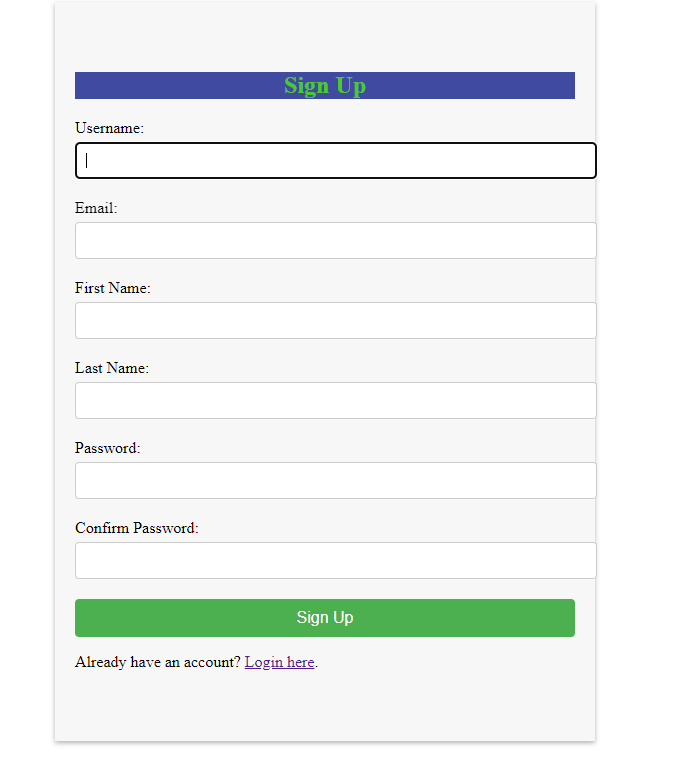 Sign Up
Username:
Email:
First Name:
Last Name:
Password:
Confirm Password:
Sign Up
Already have an account? Login here.